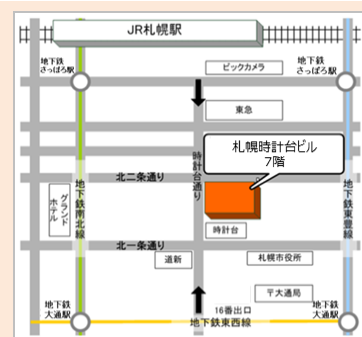 JR札幌駅
地下鉄
さっぽろ駅
ビックカメラ
地下鉄
さっぽろ駅
東急
札幌時計台ビル
7階
時計台通り
北二条通り
グランド
ホテル
地下鉄南北線
地下鉄東豊線
時計台
北一条通り
道新
札幌市役所
〒大通局
地下鉄
大通駅
16番出口
地下鉄東西線
地下鉄
大通駅